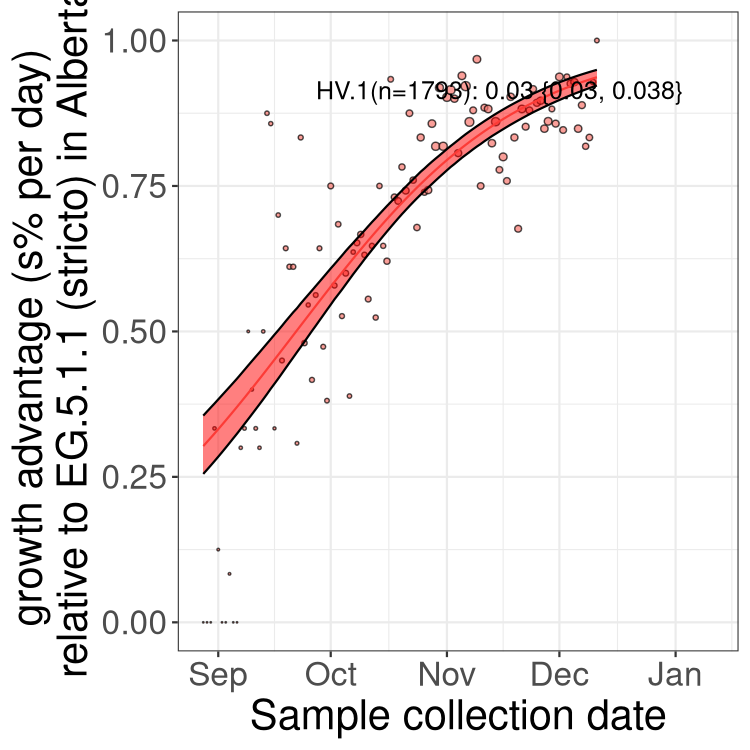 growth advantage (s% per day)
relative to EG.5.1.1 (stricto) in Alberta
1.00
0.75
0.50
0.25
0.00
HV.1(n=1793): 0.03 {0.03, 0.038}
Sep Oct Nov Dec Jan
Sample collection date